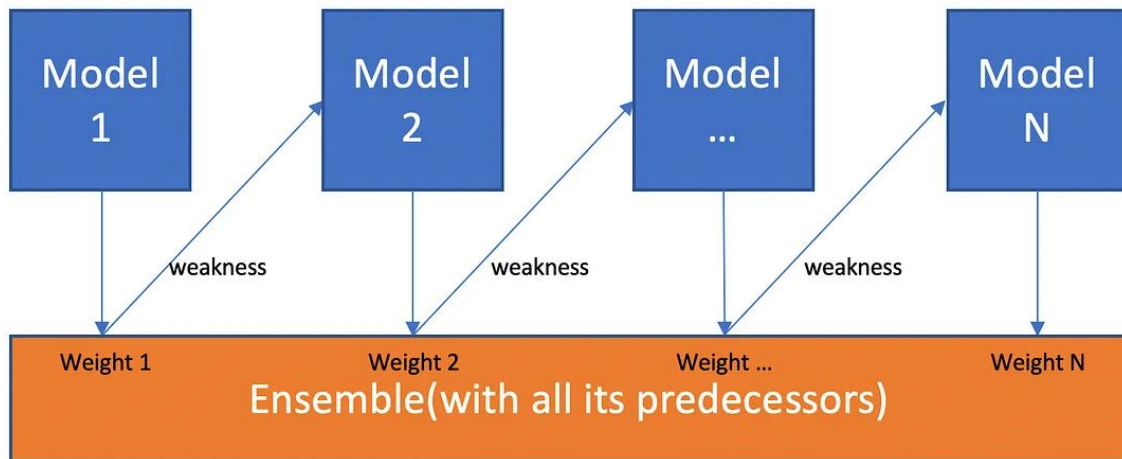 Model
1
Model
2
Model
...
Model
N
weakness
weakness
weakness
Weight 1
Weight 2
Weight ...
Weight N
Ensemble(with all its predecessors)